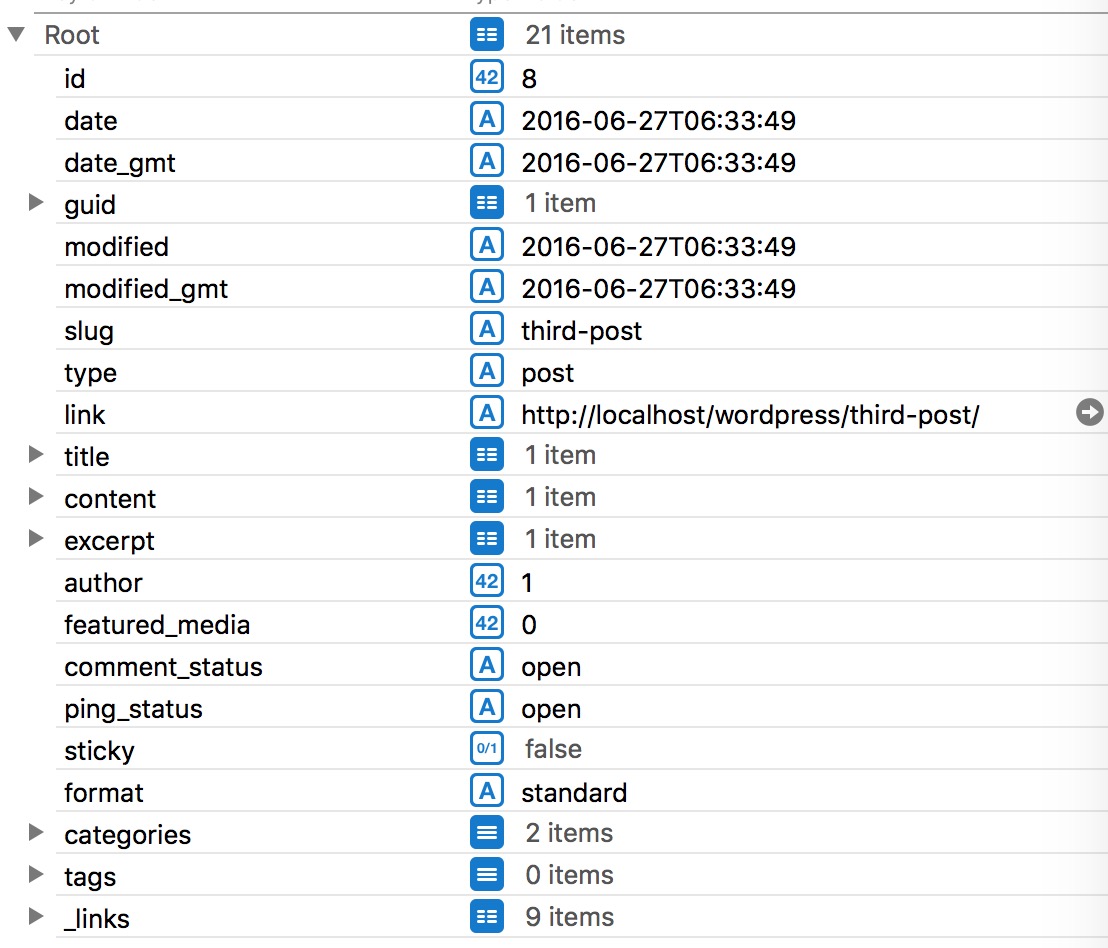 Root 21 items
id 42 8
date A 2016-06-27T06:33:49
date_gmt A 2016-06-27T06:33:49
guid 1 item
modified A 2016-06-27T06:33:49
modified_gmt A 2016-06-27T06:33:49
slug A third-post
type A post
link A http://localhost/wordpress/third-post/
title 1 item
content 1 item
excerpt 1 item
author 42 1
featured_media 42 0
comment_status A open
ping_status A open
sticky 0/1 false
format A standard
categories 2 items
tags 0 items
_links 9 items